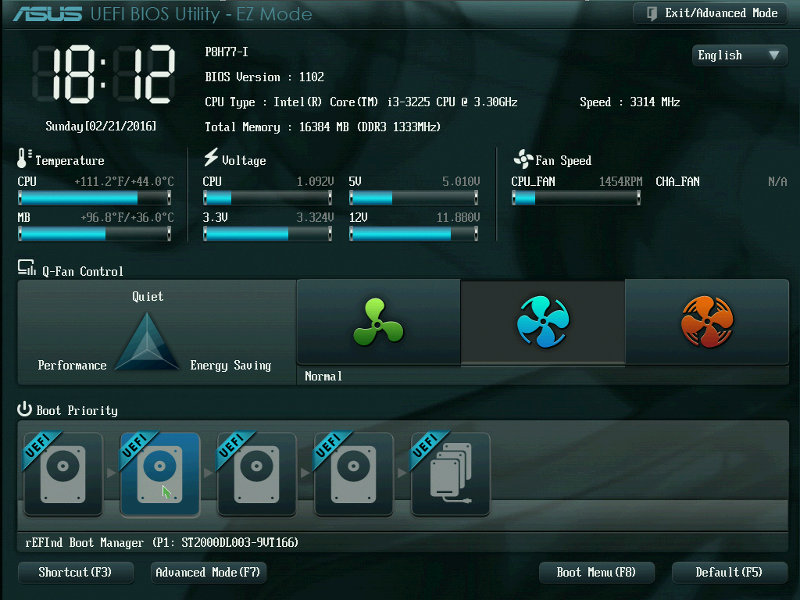 ASUS UEFI BIOS Utility - EZ Mode
Exit/Advanced Mode
18:12
Sunday[02/21/2016]
P8H77-I
BIOS Version : 1102
CPU Type : Intel(R) Core(TM) i3-3225 CPU @ 3.30GHz
Speed : 3314 MHz
Total Memory : 16384 MB (DDR3 1333MHz)
English
Temperature
CPU +111.2°F/+44.0°C
MB +96.8°F/+36.0°C
Voltage
CPU 1.092V 5V 5.010V
3.3V 3.324V 12V 11.880V
Fan Speed
CPU_FAN 1454RPM CHA_FAN N/A
Q-Fan Control
Quiet
Performance Energy Saving
Normal
Boot Priority
UEFI UEFI UEFI UEFI UEFI
rEFInd Boot Manager (P1: ST2000DL003-9VT166)
Shortcut(F3) Advanced Mode(F7) Boot Menu(F8) Default(F5)